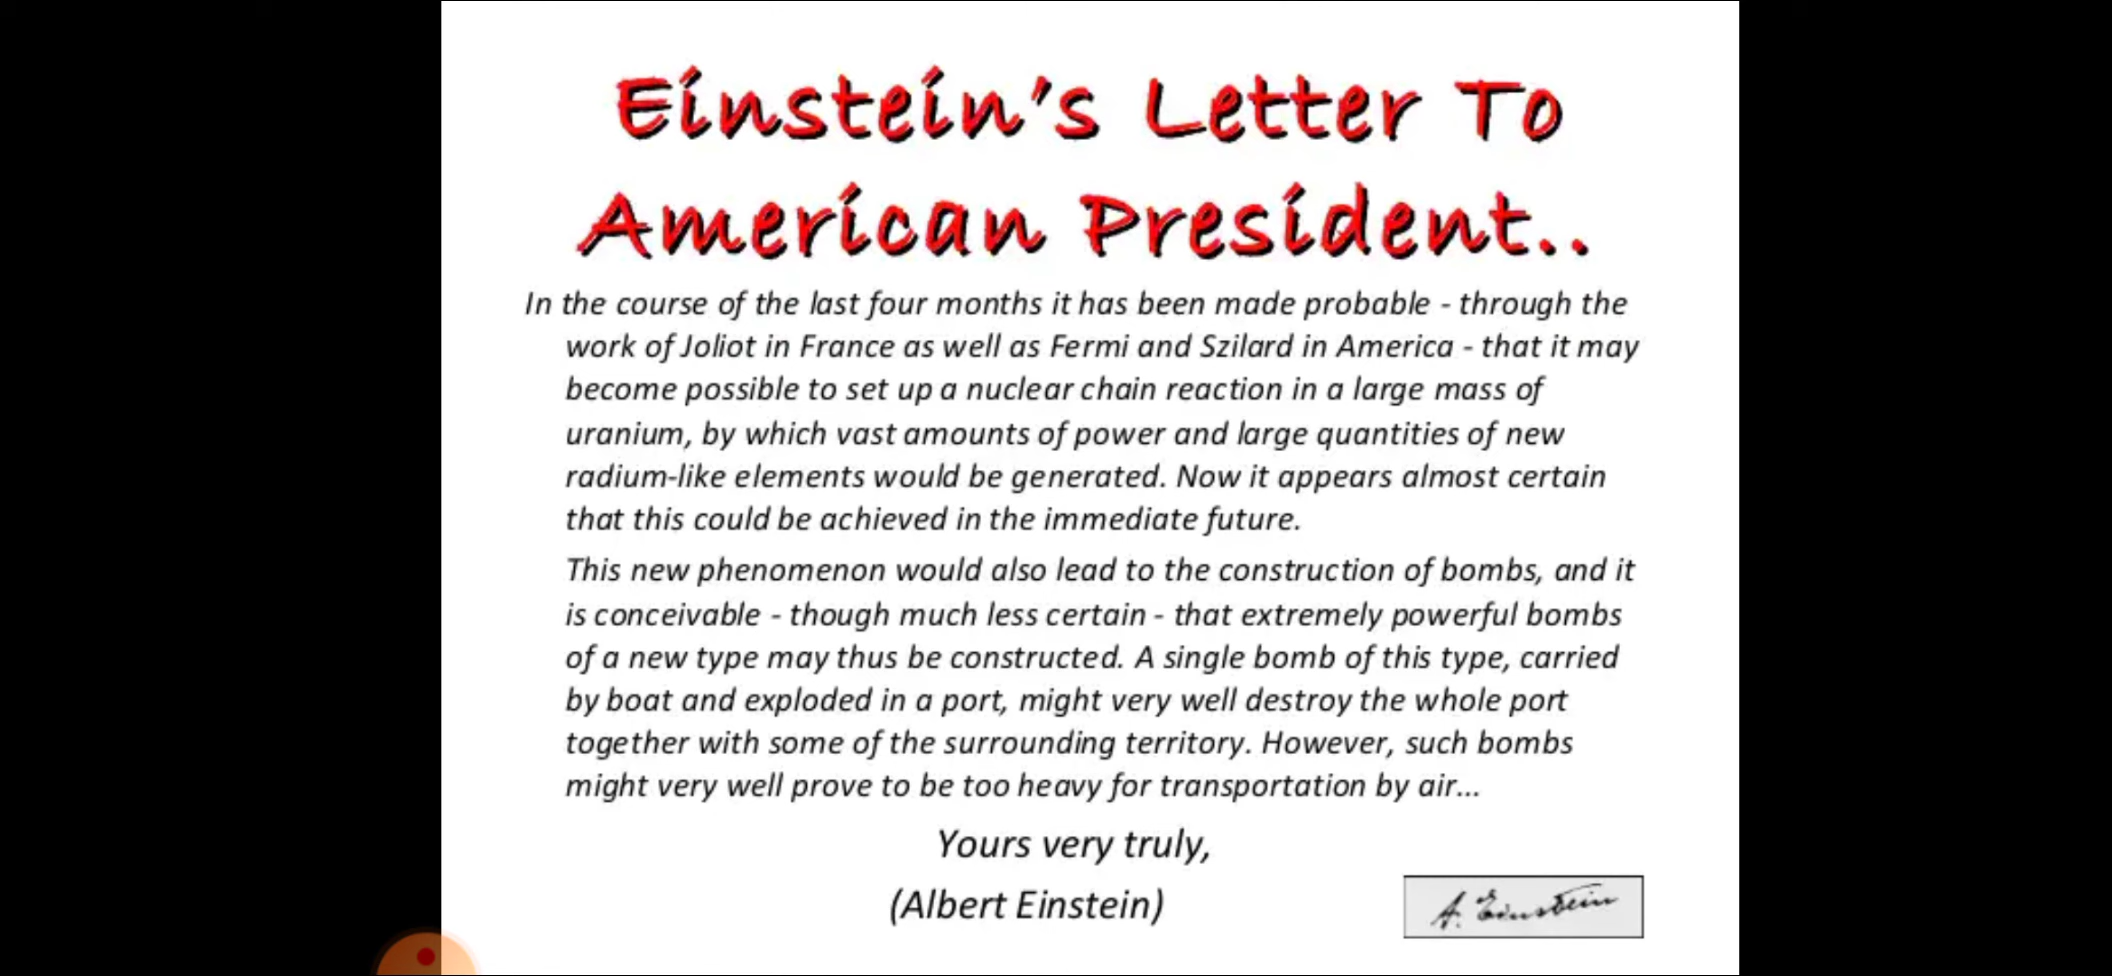 Einstein's Letter To
American President..
In the course of the last four months it has been made probable - through the
work of Joliot in France as well as Fermi and Szilard in America - that it may
become possible to set up a nuclear chain reaction in a large mass of
uranium, by which vast amounts of power and large quantities of new
radium-like elements would be generated. Now it appears almost certain
that this could be achieved in the immediate future.
This new phenomenon would also lead to the construction of bombs, and it
is conceivable - though much less certain - that extremely powerful bombs
of a new type may thus be constructed. A single bomb of this type, carried
by boat and exploded in a port, might very well destroy the whole port
together with some of the surrounding territory. However, such bombs
might very well prove to be too heavy for transportation by air...
Yours very truly,
(Albert Einstein)
A. Einstein